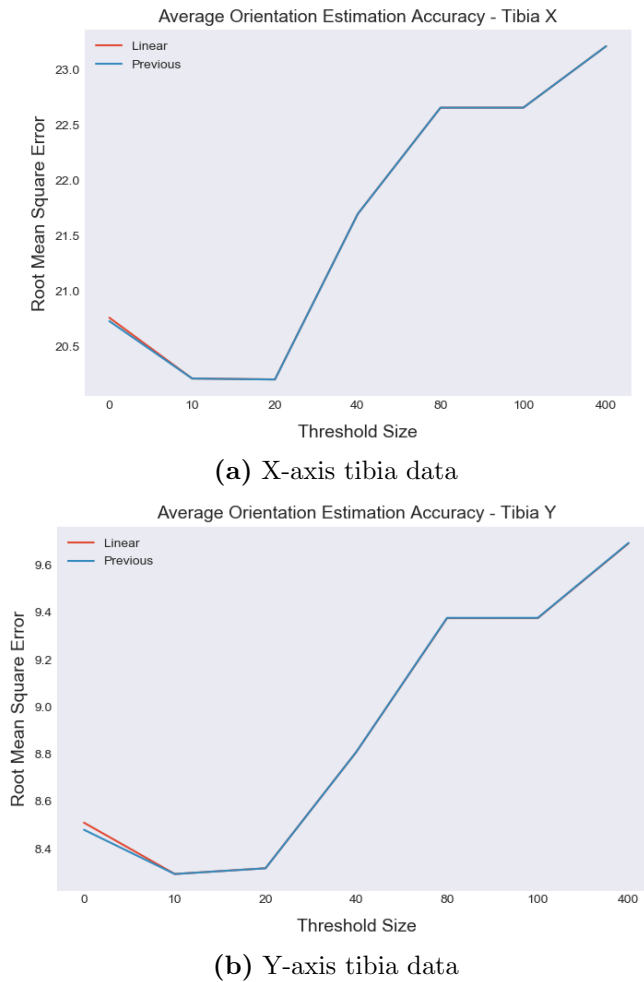 Average Orientation Estimation Accuracy - Tibia X
Linear
Previous
Root Mean Square Error
23.0
22.5
22.0
21.5
21.0
20.5
0 10 20 40 80 100 400
Threshold Size
(a) X-axis tibia data
Average Orientation Estimation Accuracy - Tibia Y
Linear
Previous
Root Mean Square Error
9.6
9.4
9.2
9.0
8.8
8.6
8.4
0 10 20 40 80 100 400
Threshold Size
(b) Y-axis tibia data